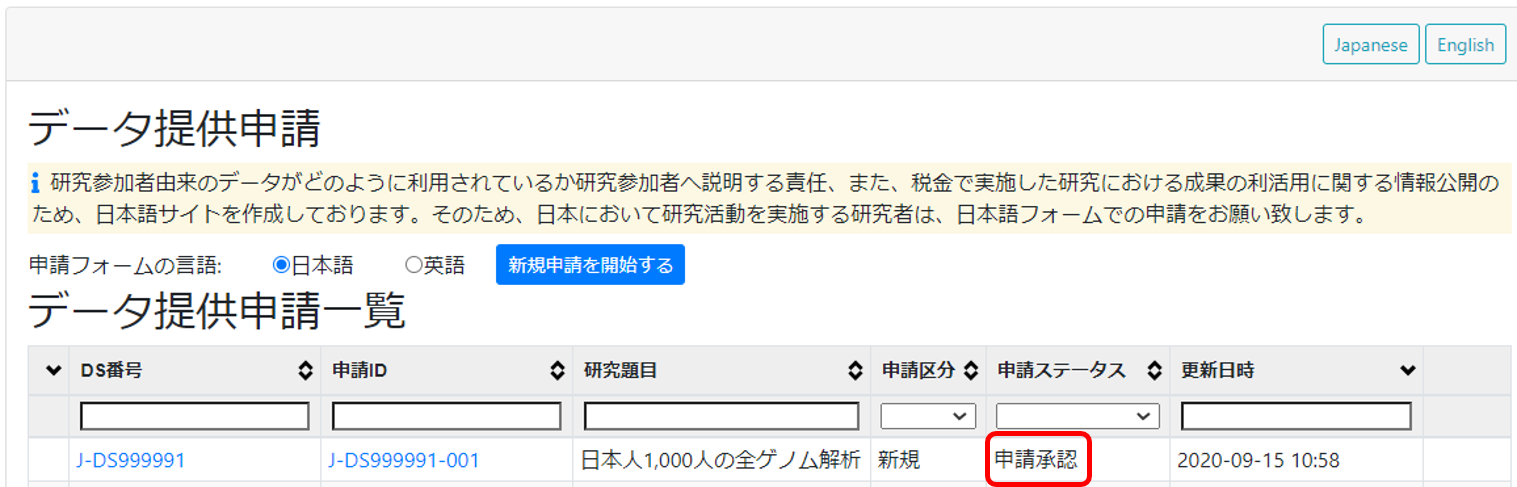 Japanese English
データ提供申請
研究参加者由来のデータがどのように利用されているか研究参加者へ説明する責任、また、税金で実施した研究における成果の利活用に関する情報公開の
ため、日本語サイトを作成しております。そのため、日本において研究活動を実施する研究者は、日本語フォームでの申請をお願い致します。
申請フォームの言語: 日本語 英語 新規申請を開始する
データ提供申請一覧
DS番号 申請ID 研究題目 申請区分 申請ステータス 更新日時
J-DS999991 J-DS999991-001 日本人1,000人の全ゲノム解析 新規 申請承認 2020-09-15 10:58